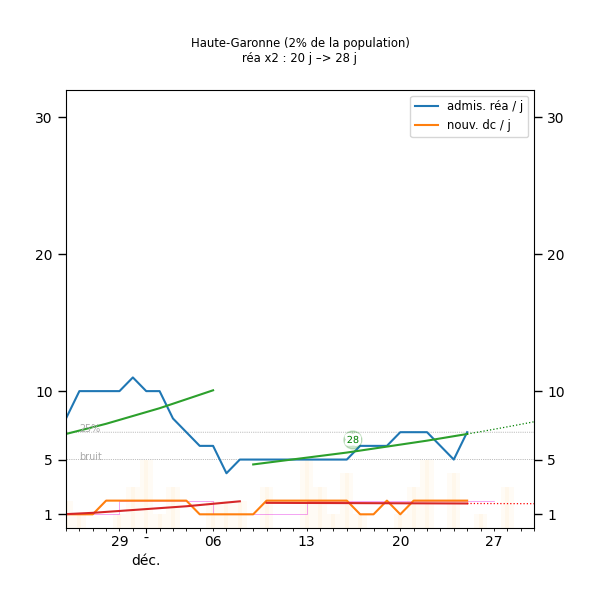 Haute-Garonne (2% de la population)
réa x2 : 20 j –> 28 j
admis. réa / j
nouv. dc / j
30 30
20 20
10 10
25%
28
bruit
5 5
1 1
29 - 06 13 20 27
déc.